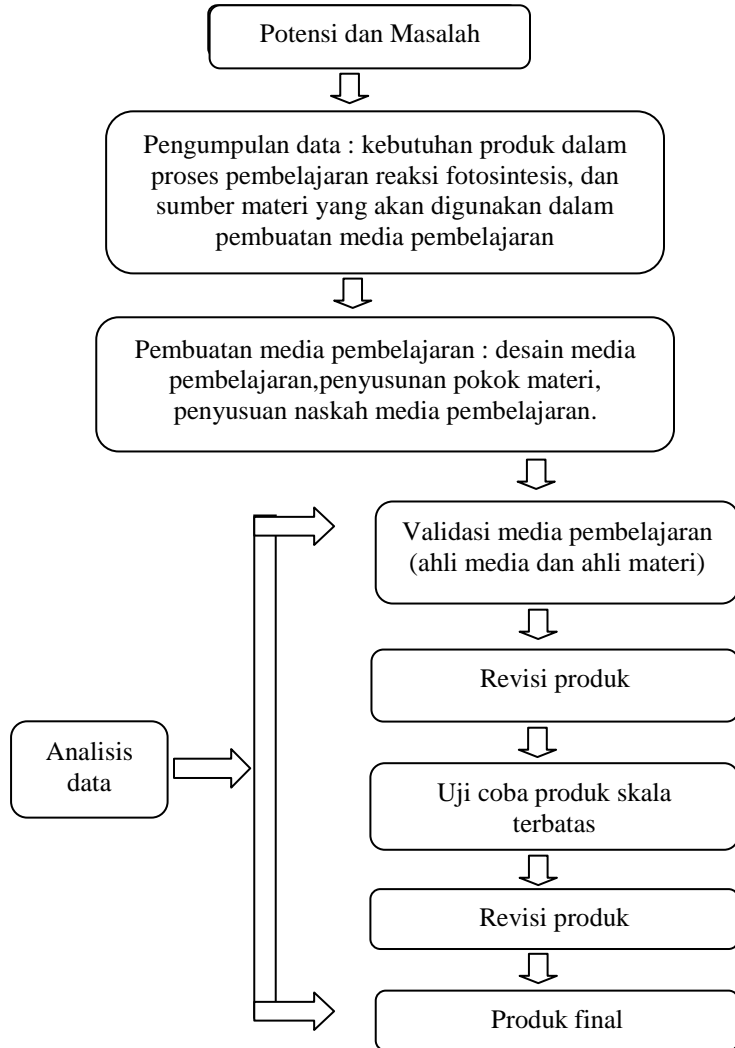 Potensi dan Masalah
Pengumpulan data : kebutuhan produk dalam
proses pembelajaran reaksi fotosintesis, dan
sumber materi yang akan digunakan dalam
pembuatan media pembelajaran
Pembuatan media pembelajaran : desain media
pembelajaran,penyusunan pokok materi,
penyusuan naskah media pembelajaran.
Validasi media pembelajaran
(ahli media dan ahli materi)
Revisi produk
Analisis
data
Uji coba produk skala
terbatas
Revisi produk
Produk final